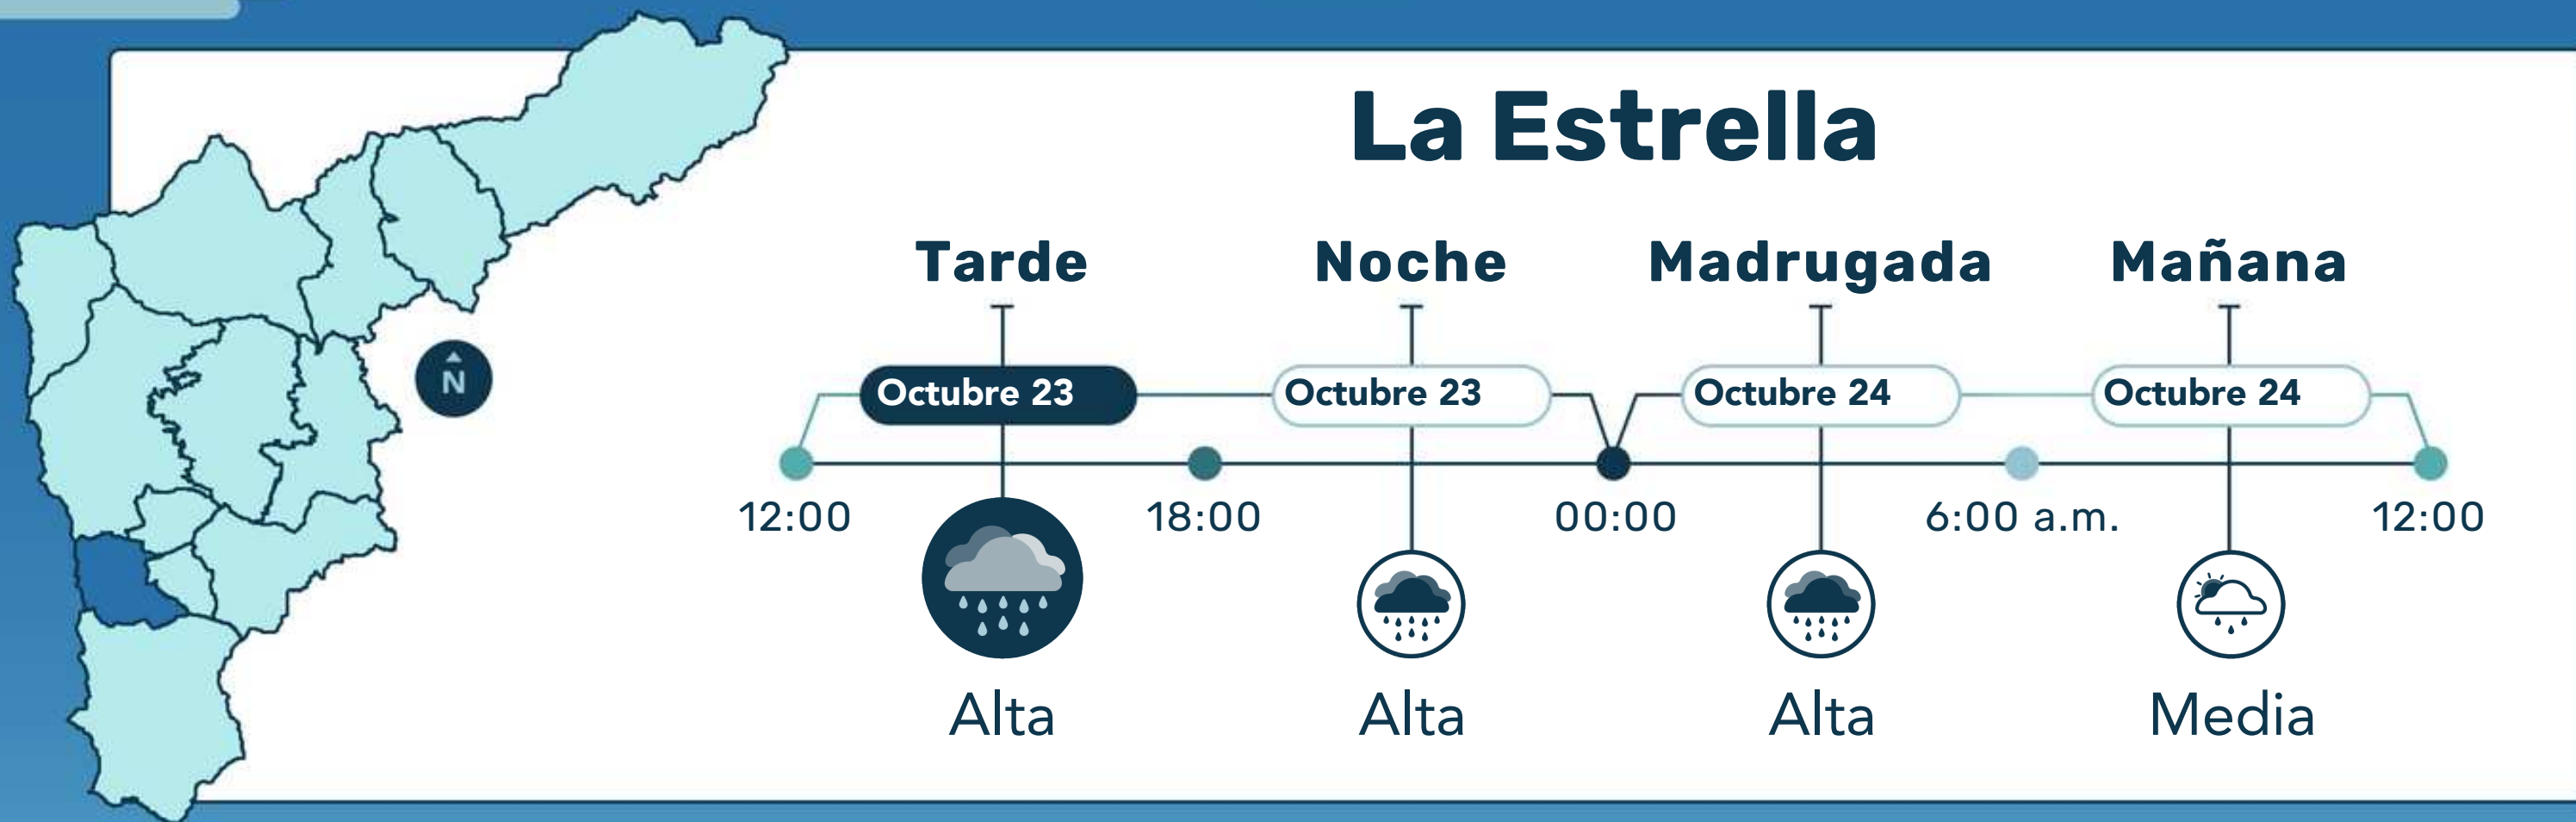 La Estrella
Tarde Noche Madrugada Mañana
Octubre 23 Octubre 23 Octubre 24 Octubre 24
N
12:00 18:00 00:00 6:00 a.m. 12:00
Alta Alta Alta Media